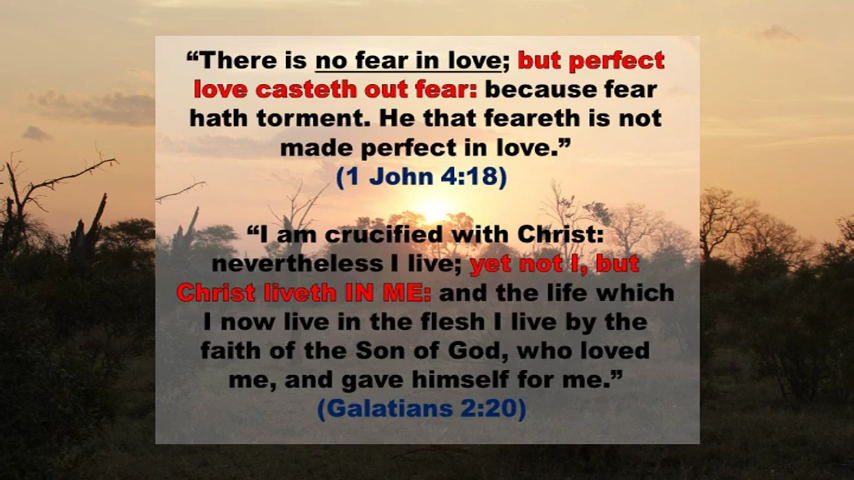 “There is no fear in love; but perfect
love casteth out fear: because fear
hath torment. He that feareth is not
made perfect in love.”
(1 John 4:18)
“I am crucified with Christ:
nevertheless I live; yet not I, but
Christ liveth IN ME: and the life which
I now live in the flesh I live by the
faith of the Son of God, who loved
me, and gave himself for me.”
(Galatians 2:20)